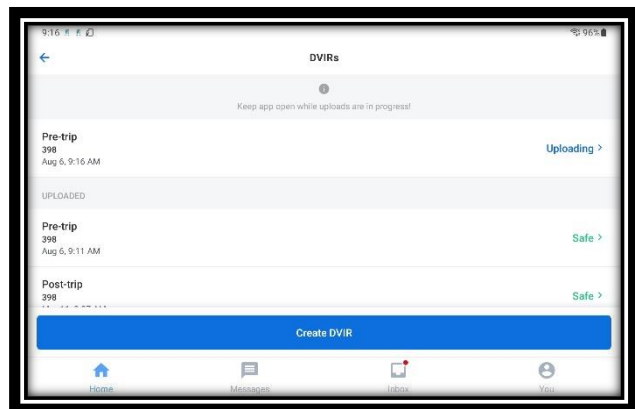 9:16
96%
DVIRs
Keep app open while uploads are in progress!
Pre-trip
398
Aug 6, 9:16 AM
Uploading >
UPLOADED
Pre-trip
398
Aug 6, 9:11 AM
Safe >
Post-trip
398
Safe >
Create DVIR
Home
Messages
Inbox
You